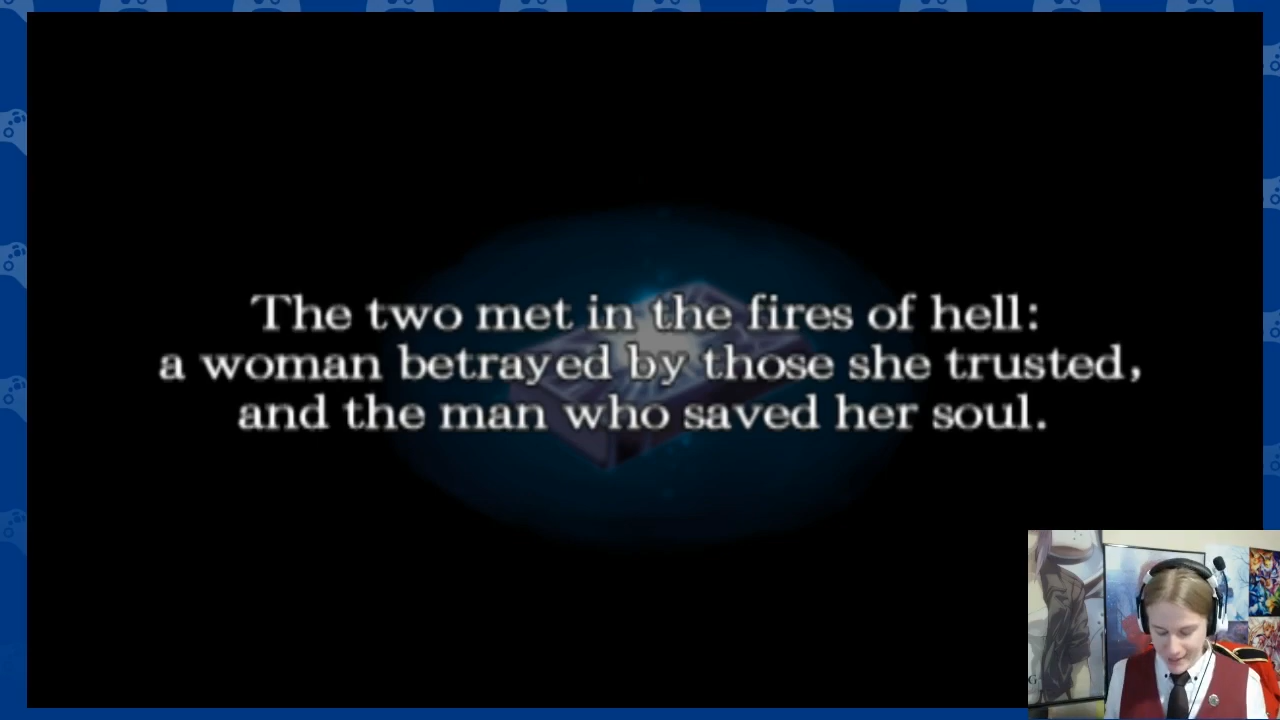 The two met in the fires of hell:
a woman betrayed by those she trusted,
and the man who saved her soul.